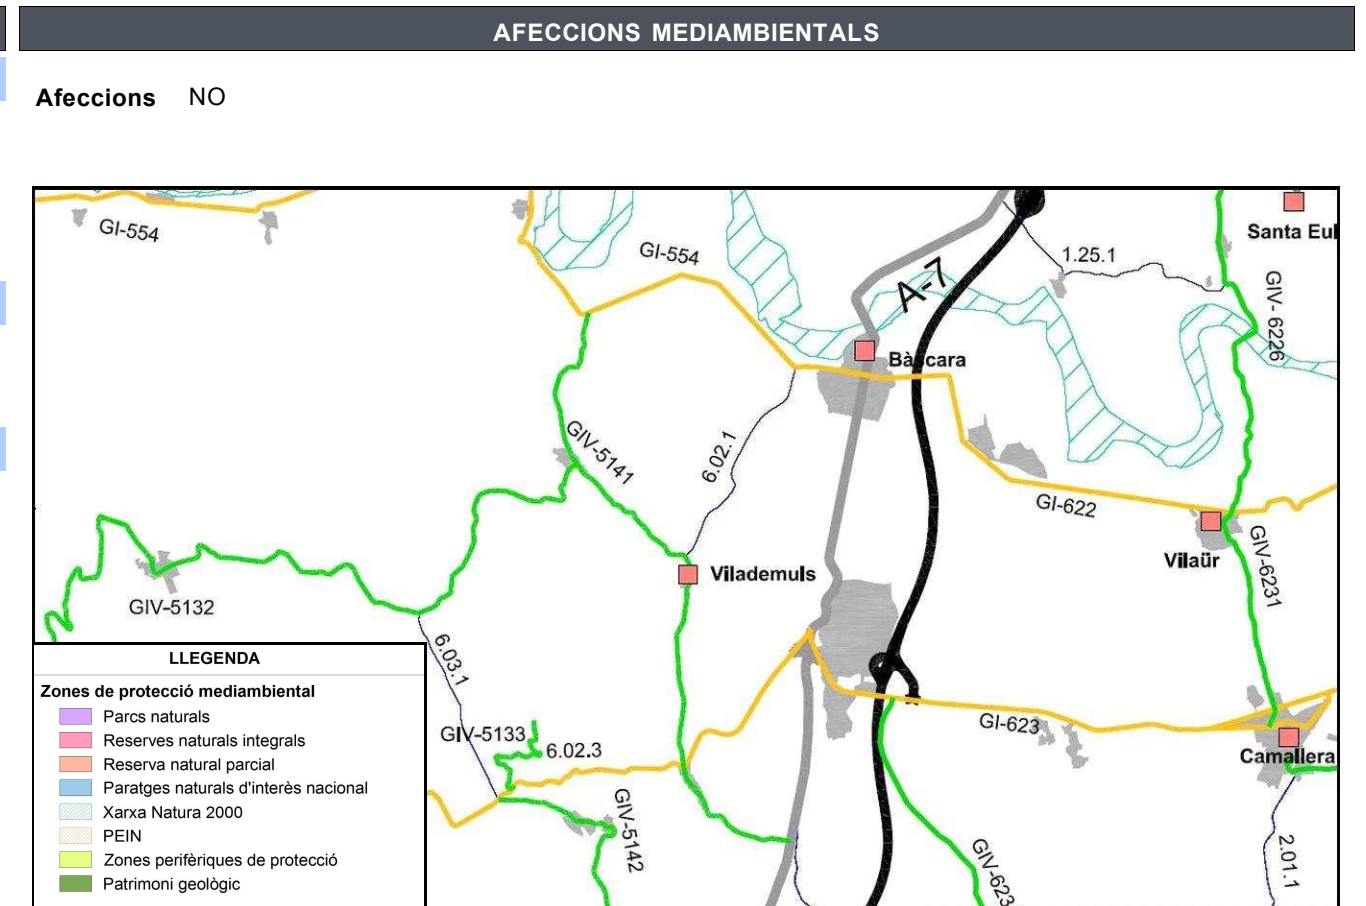 AFECCIONS MEDIAMBIENTALS
Afeccions NO
GI-554
GI-554
A-7
1.25.1
Santa Eul
GIV- 6226
Bàscara
GIV-5141
6.02.1
GI-622
Vilaür
GIV-6231
Vilademuls
GIV-5132
6.03.1
GIV-5133
6.02.3
GI-623
Camallera
GIV-5142
GIV-623
2.01.1
LLEGENDA
Zones de protecció mediambiental
Parcs naturals
Reserves naturals integrals
Reserva natural parcial
Paratges naturals d'interès nacional
Xarxa Natura 2000
PEIN
Zones perifèriques de protecció
Patrimoni geològic